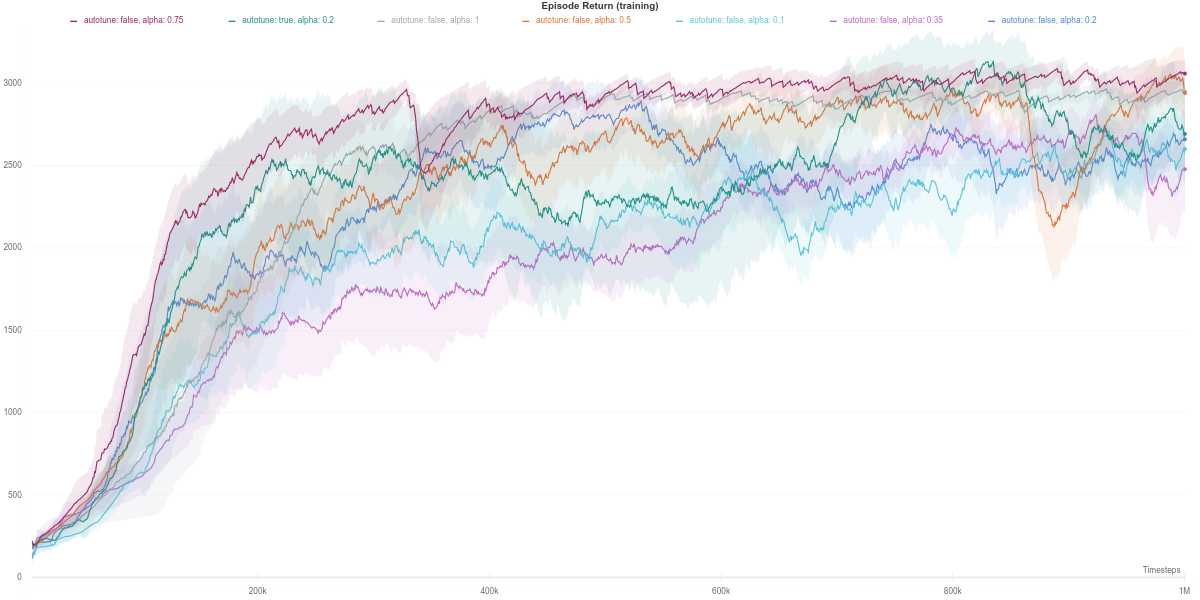 Episode Return (training)
autotune: false, alpha: 0.75 autotune: true, alpha: 0.2 autotune: false, alpha: 1 autotune: false, alpha: 0.5 autotune: false, alpha: 0.1 autotune: false, alpha: 0.35 autotune: false, alpha: 0.2
3000
2500
2000
1500
1000
500
0
Timesteps
200k 400k 600k 800k 1M